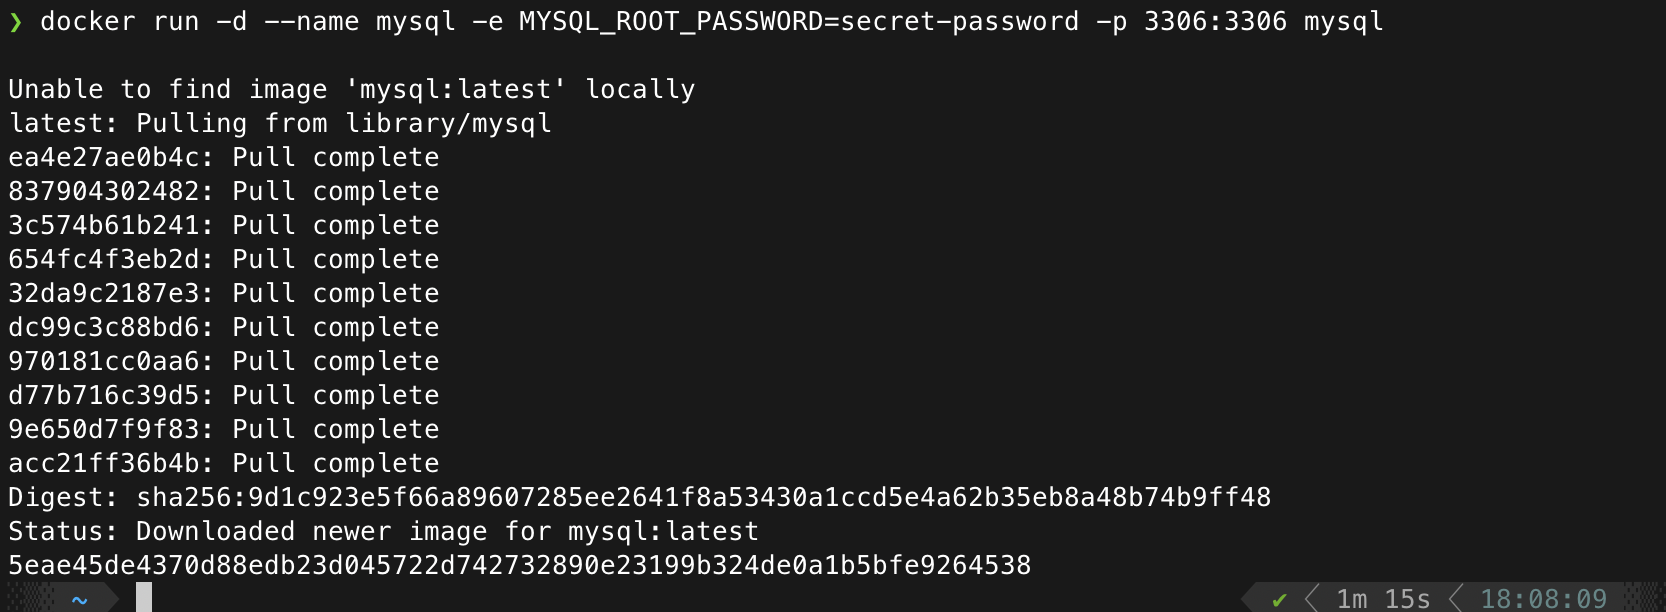 ❯ docker run -d --name mysql -e MYSQL_ROOT_PASSWORD=secret-password -p 3306:3306 mysql
Unable to find image 'mysql:latest' locally
latest: Pulling from library/mysql
ea4e27ae0b4c: Pull complete
837904302482: Pull complete
3c574b61b241: Pull complete
654fc4f3eb2d: Pull complete
32da9c2187e3: Pull complete
dc99c3c88bd6: Pull complete
970181cc0aa6: Pull complete
d77b716c39d5: Pull complete
9e650d7f9f83: Pull complete
acc21ff36b4b: Pull complete
Digest: sha256:9d1c923e5f66a89607285ee2641f8a53430a1ccd5e4a62b35eb8a48b74b9ff48
Status: Downloaded newer image for mysql:latest
5eae45de4370d88edb23d045722d742732890e23199b324de0a1b5bfe9264538
~ ✔ 1m 15s 18:08:09